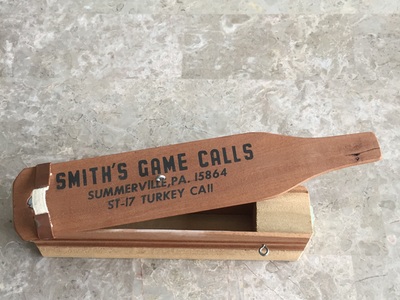 SMITH'S GAME CALLS
SUMMERVILLE, PA. 15864
ST-17 TURKEY CAll